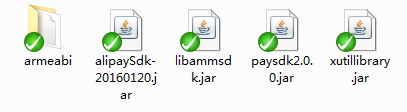 armeabi
alipaySdk-
20160120.j
ar
libammsd
k.jar
paysdk2.0.
0.jar
xutillibrary
.jar